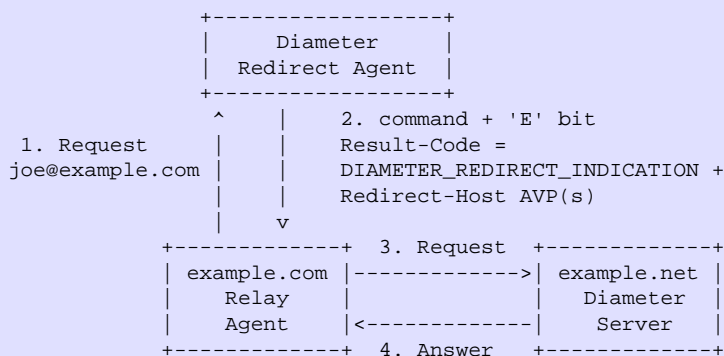 Diameter
Redirect Agent
2. command + 'E' bit
1. Request
Result-Code =
joe@example.com
DIAMETER_REDIRECT_INDICATION +
Redirect-Host AVP(s)
3. Request
example.com
example.net
Relay
Diameter
Agent
Server
4. Answer